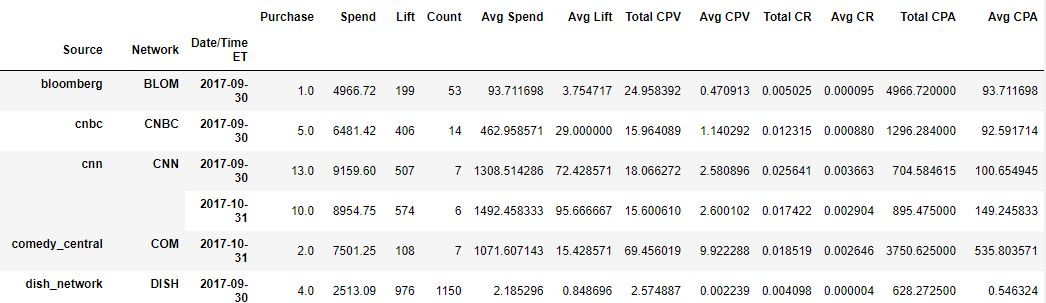 Purchase Spend Lift Count Avg Spend Avg Lift Total CPV Avg CPV Total CR Avg CR Total CPA Avg CPA
Source Network Date/Time ET
bloomberg BLOM 2017-09-30 1.0 4966.72 199 53 93.711698 3.754717 24.958392 0.470913 0.005025 0.000095 4966.720000 93.711698
cnbc CNBC 2017-09-30 5.0 6481.42 406 14 462.958571 29.000000 15.964089 1.140292 0.012315 0.000880 1296.284000 92.591714
cnn CNN 2017-09-30 13.0 9159.60 507 7 1308.514286 72.428571 18.066272 2.580896 0.025641 0.003663 704.584615 100.654945
2017-10-31 10.0 8954.75 574 6 1492.458333 95.666667 15.600610 2.600102 0.017422 0.002904 895.475000 149.245833
comedy_central COM 2017-10-31 2.0 7501.25 108 7 1071.607143 15.428571 69.456019 9.922288 0.018519 0.002646 3750.625000 535.803571
dish_network DISH 2017-09-30 4.0 2513.09 976 1150 2.185296 0.848696 2.574887 0.002239 0.004098 0.000004 628.272500 0.546324